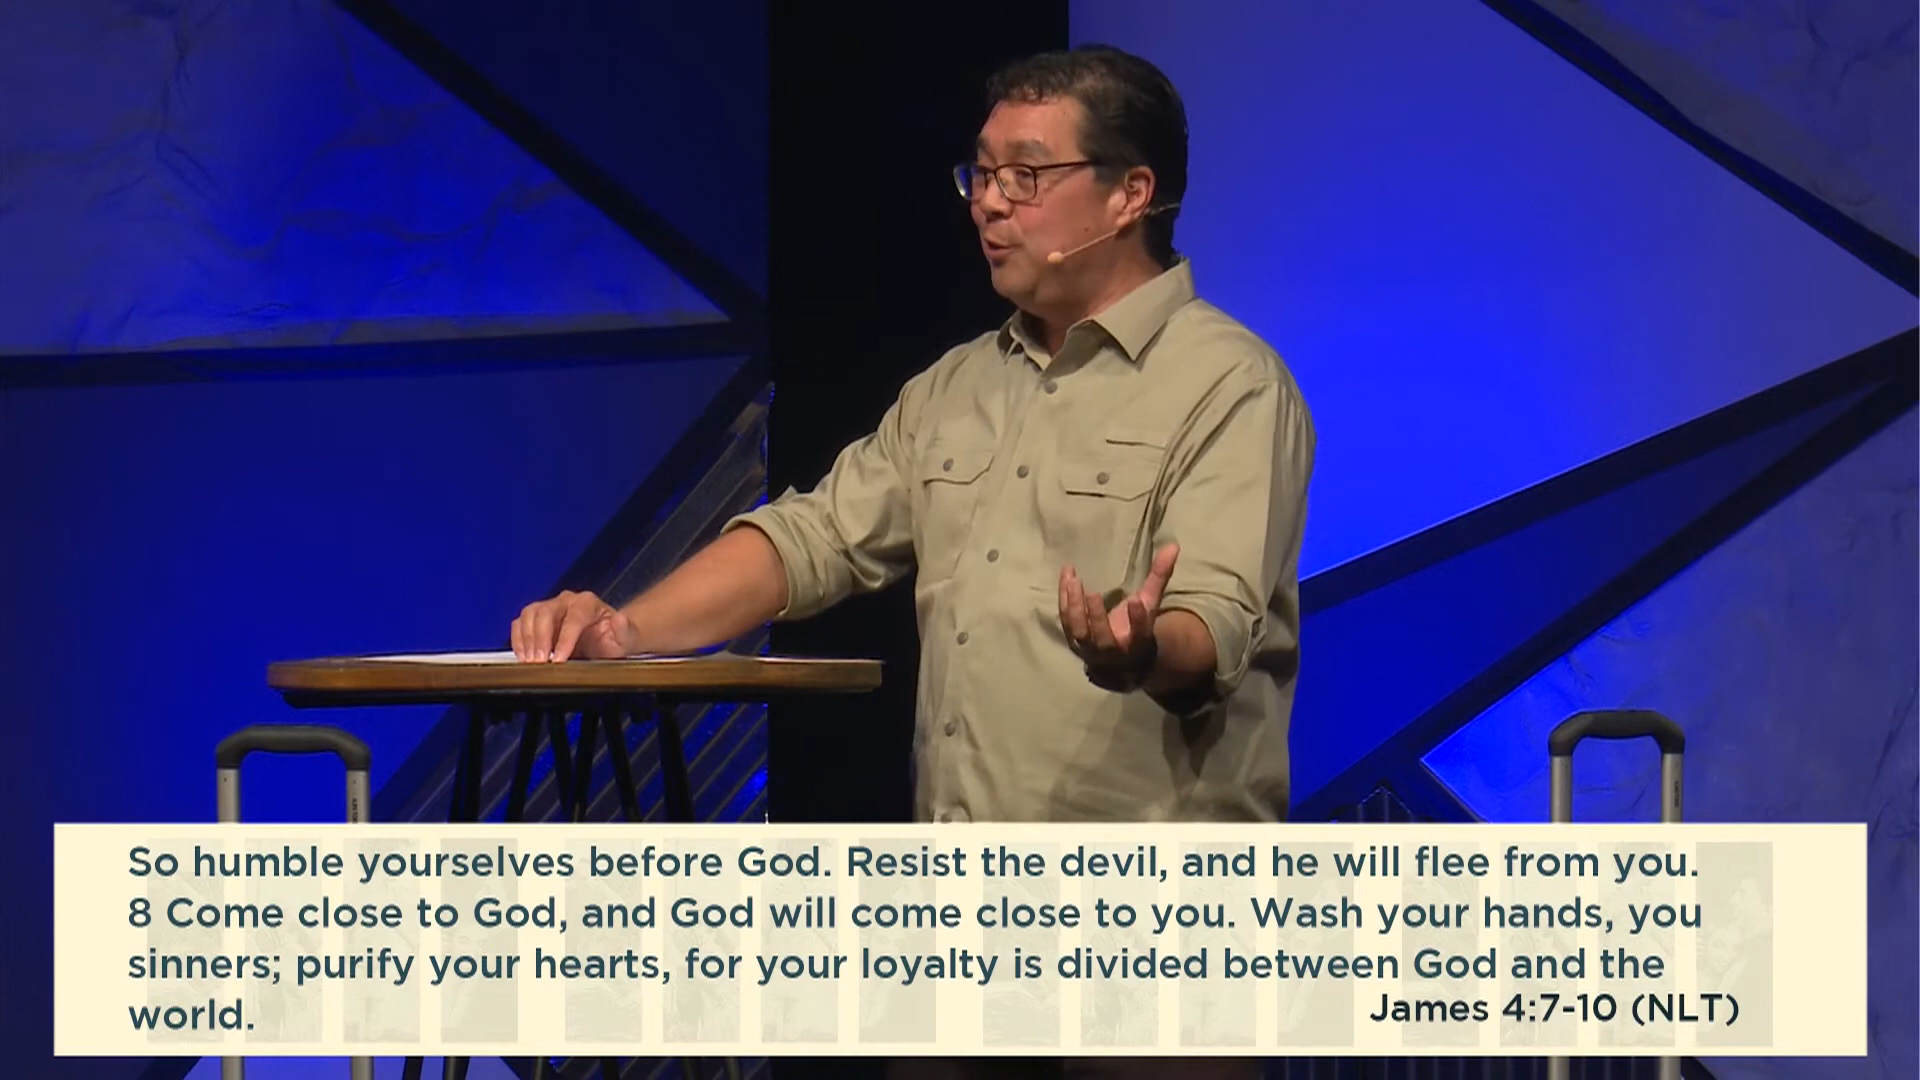 So humble yourselves before God. Resist the devil, and he will flee from you.
8 Come close to God, and God will come close to you. Wash your hands, you
sinners; purify your hearts, for your loyalty is divided between God and the
world.
James 4:7-10 (NLT)